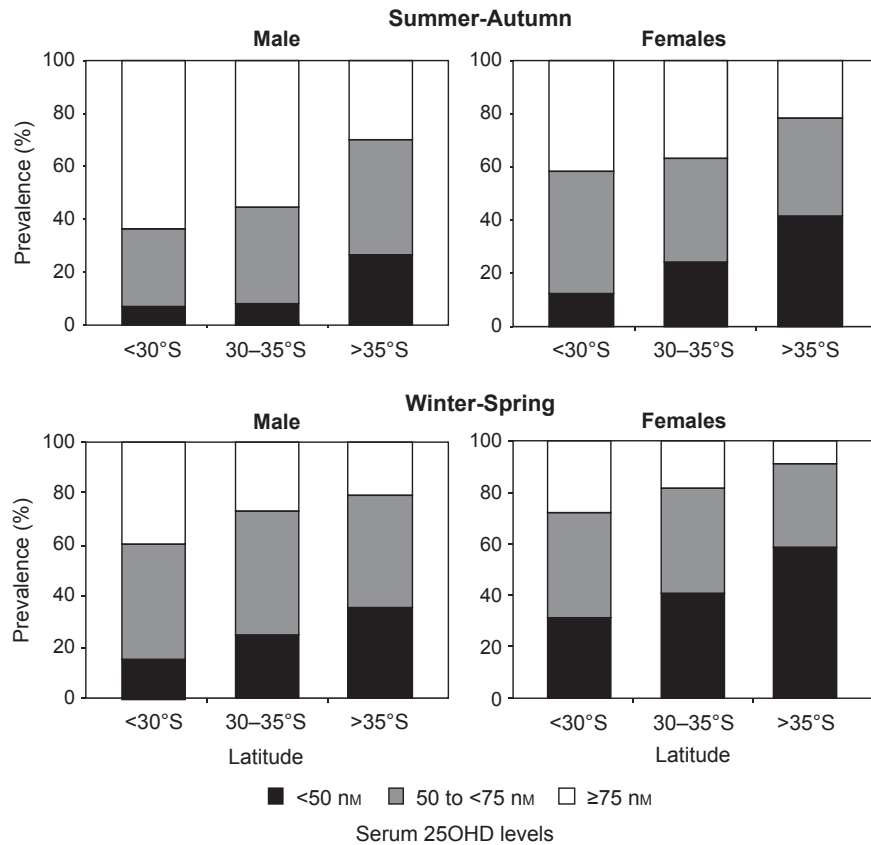 Summer-Autumn
Male
Females
Prevalence (%)
100
80
60
40
20
0
<30°S
30–35°S
>35°S
100
80
60
40
20
0
<30°S
30–35°S
>35°S
Winter-Spring
Male
Females
Prevalence (%)
100
80
60
40
20
0
<30°S
30–35°S
>35°S
Latitude
100
80
60
40
20
0
<30°S
30–35°S
>35°S
Latitude
<50 nM
50 to <75 nM
≥75 nM
Serum 25OHD levels